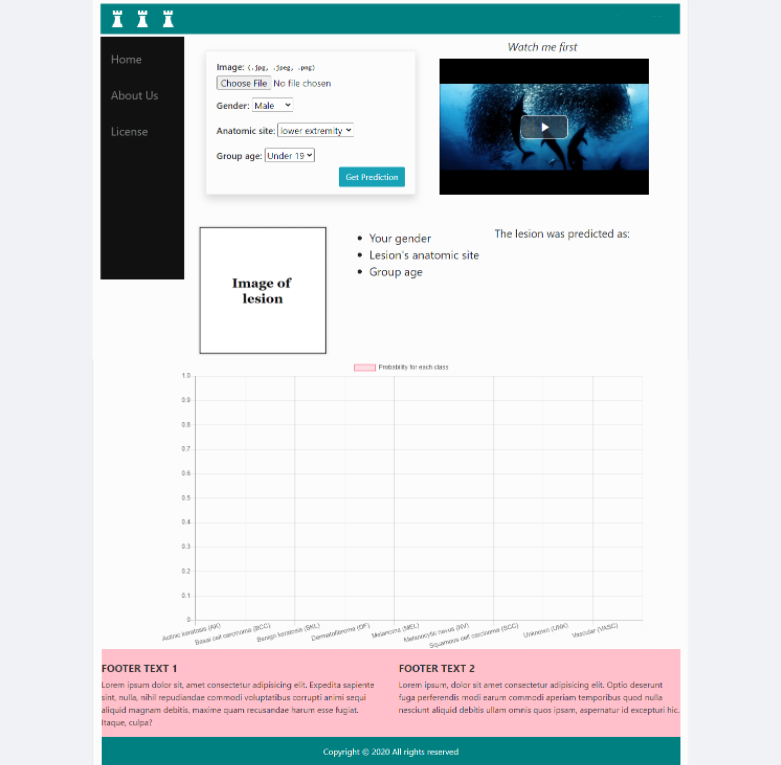 Home
About Us
License
Image: (.jpg, .jpeg, .png)
Choose File No file chosen
Gender: Male
Anatomic site: lower extremity
Group age: Under 19
Get Prediction
Watch me first
Image of
lesion
Your gender
Lesion's anatomic site
Group age
The lesion was predicted as:
Probability for each class
1.0
0.9
0.8
0.7
0.6
0.5
0.4
0.3
0.2
0.1
0
Actinic keratosis (AK)
Basal cell carcinoma (BCC)
Benign keratosis (BKL)
Dermatofibroma (DF)
Melanoma (MEL)
Melanocytic nevus (NV)
Squamous cell carcinoma (SCC)
Unknown (UNK)
Vascular (VASC)
FOOTER TEXT 1
Lorem ipsum dolor sit, amet consectetur adipisicing elit. Expedita sapiente
sint, nulla, nihil repudiandae commodi voluptatibus corrupti animi sequi
aliquid magnam debitis, maxime quam recusandae harum esse fugiat.
Itaque, culpa?
FOOTER TEXT 2
Lorem ipsum, dolor sit amet consectetur adipisicing elit. Optio deserunt
fuga perferendis modi earum commodi aperiam temporibus quod nulla
nesciunt aliquid debitis ullam omnis quos ipsam, aspernatur id excepturi hic.
Copyright © 2020 All rights reserved